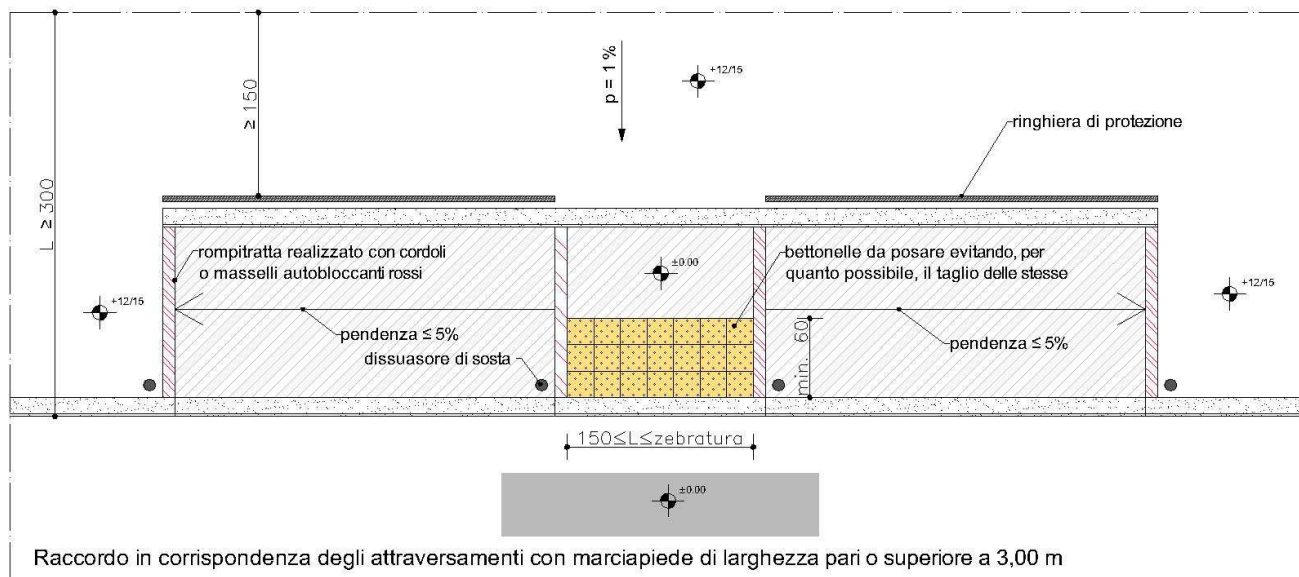 ≥ 150
L ≥ 300
p = 1 %
+12/15
ringhiera di protezione
rompitratta realizzato con cordoli
o masselli autobloccanti rossi
±0.00
bettonelle da posare evitando, per
quanto possibile, il taglio delle stesse
+12/15
+12/15
pendenza ≤ 5%
dissuasore di sosta
min. 60
pendenza ≤ 5%
150≤L≤zebratura
±0.00
Raccordo in corrispondenza degli attraversamenti con marciapiede di larghezza pari o superiore a 3,00 m